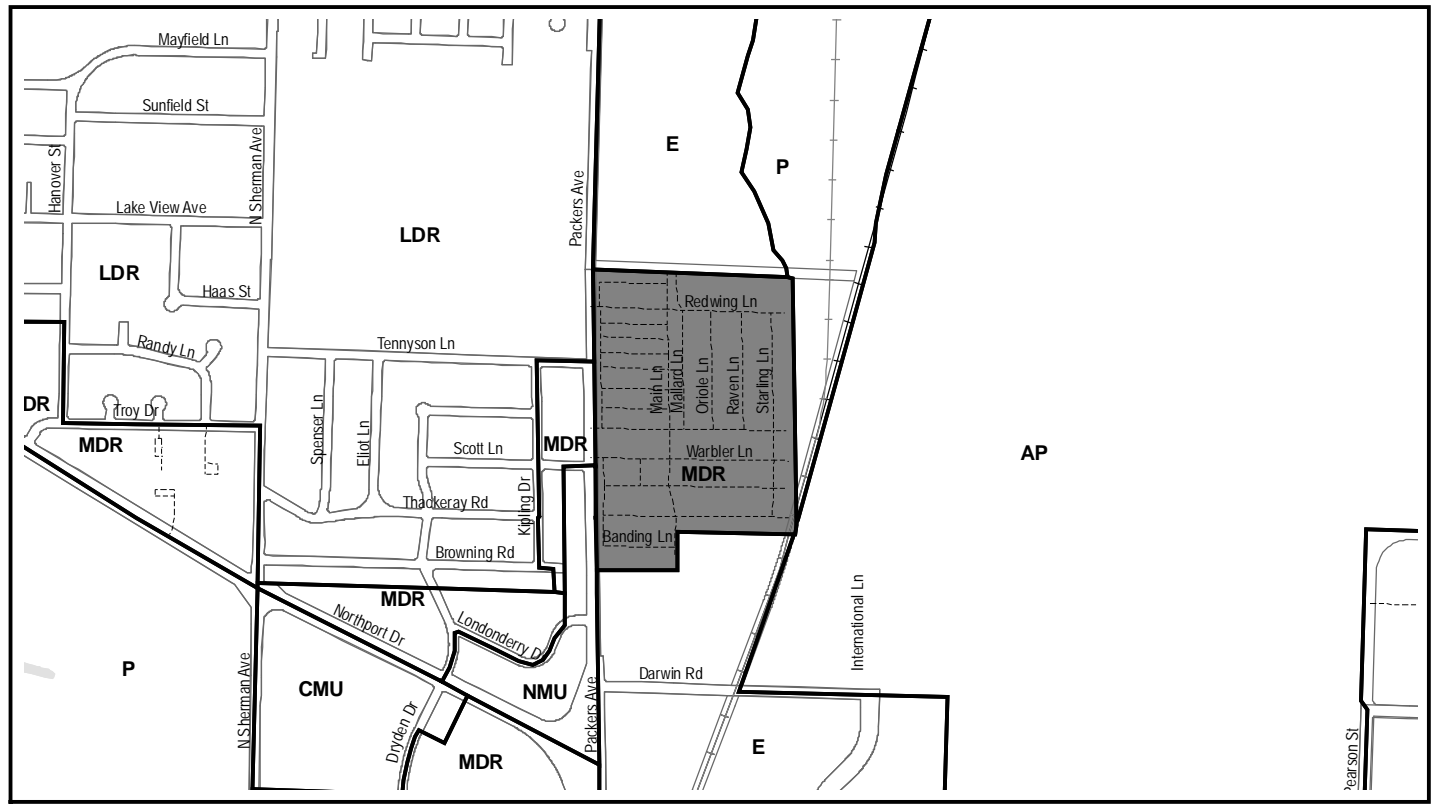 Mayfield Ln
Sunfield St
Hanover St
N Sherman Ave
Lake View Ave
Packers Ave
E
P
LDR
LDR
Haas St
Redwing Ln
Randy Ln
Tennyson Ln
Main Ln
Mallard Ln
Oriole Ln
Raven Ln
Starling Ln
DR
Troy Dr
MDR
Spenser Ln
Eliot Ln
Scott Ln
MDR
Warbler Ln
MDR
AP
Thackeray Rd
Kipling Dr
Browning Rd
Banding Ln
MDR
Northport Dr
Londonderry D
International Ln
P
N Sherman Ave
CMU
NMU
Packers Ave
Darwin Rd
Dryden Dr
MDR
E
Pearson St